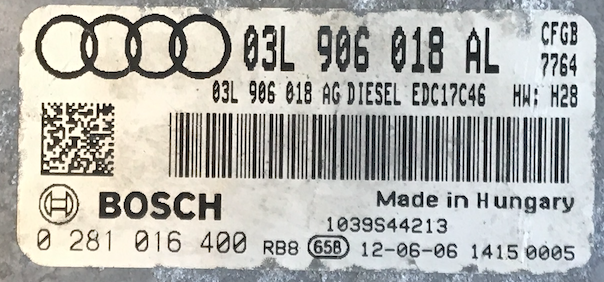 03L 906 018 AL CFGB
7764
03L 906 018 AG DIESEL EDC17C46 HW: H28
BOSCH Made in Hungary
1039S44213
0 281 016 400 RB8 658 12-06-06 1415 0005